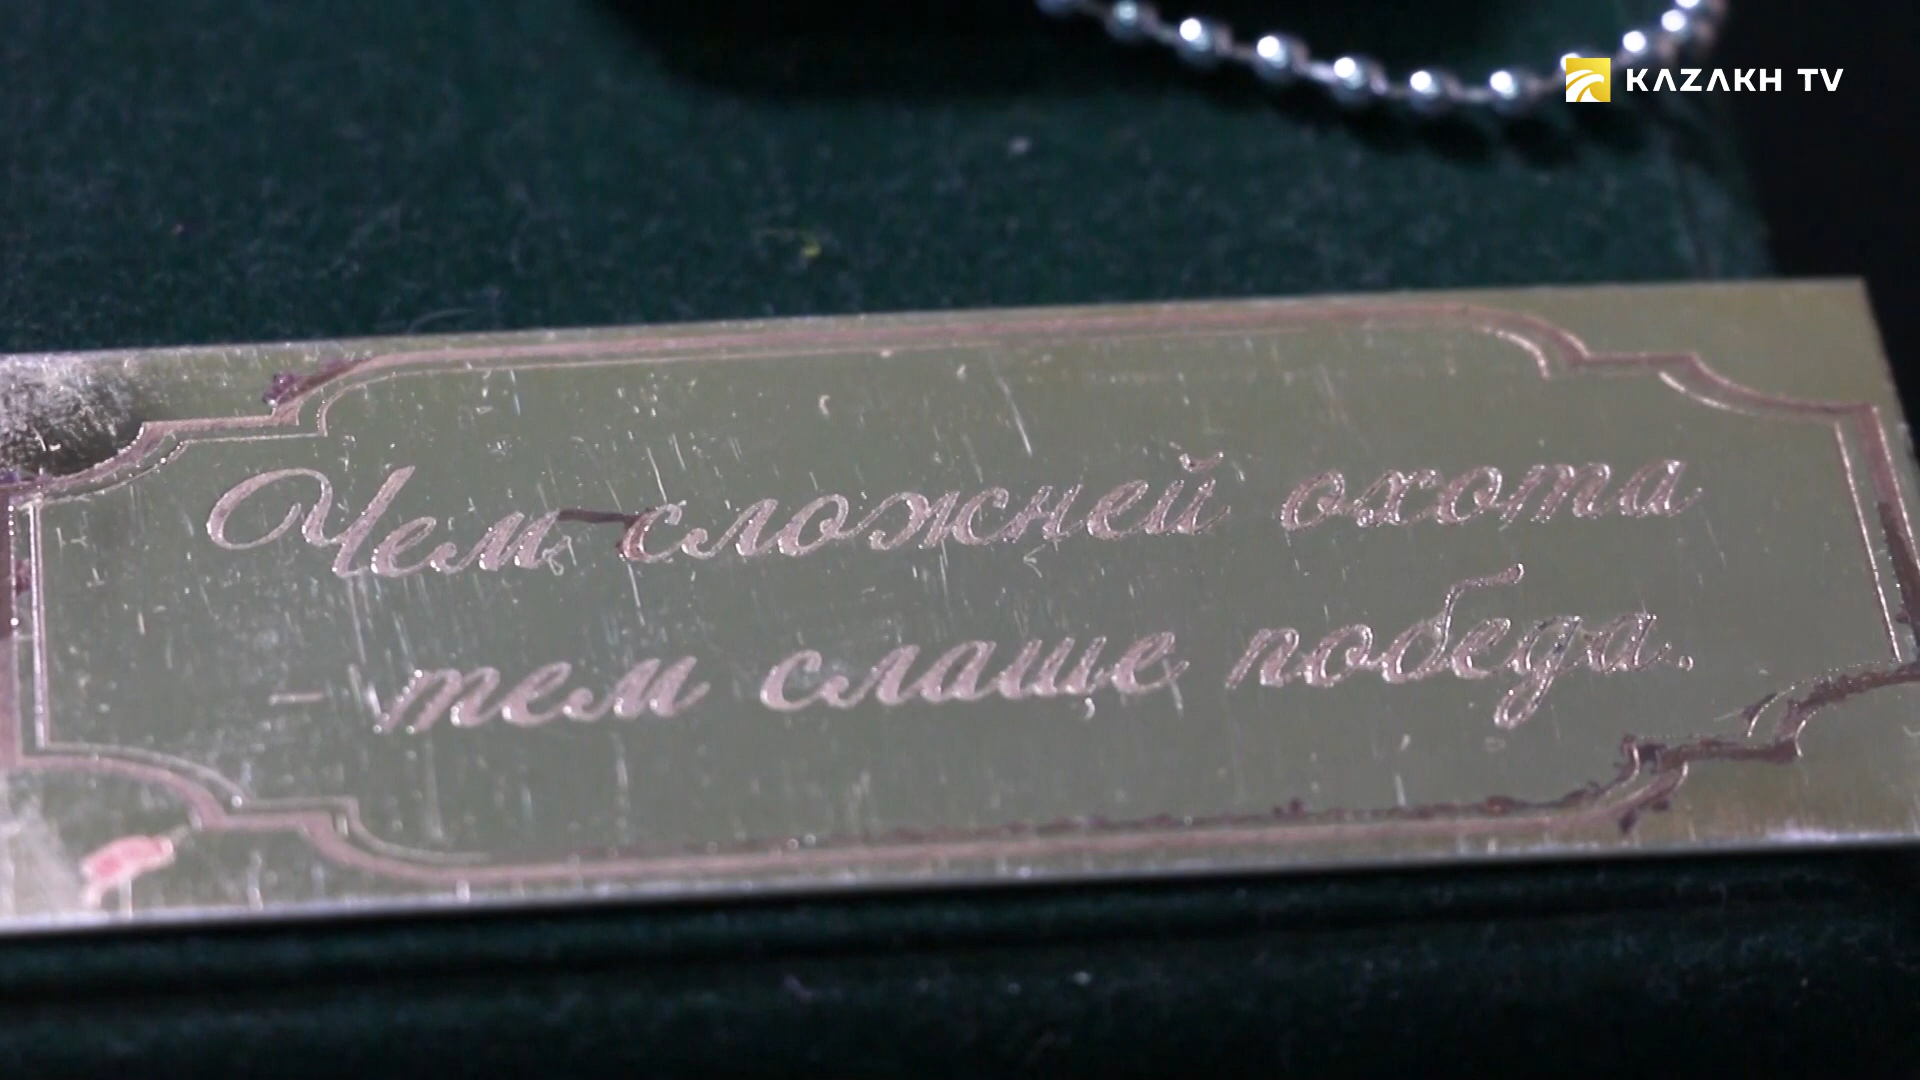 KAZAKH TV
Чем сложней охота
- тем слаще победа.